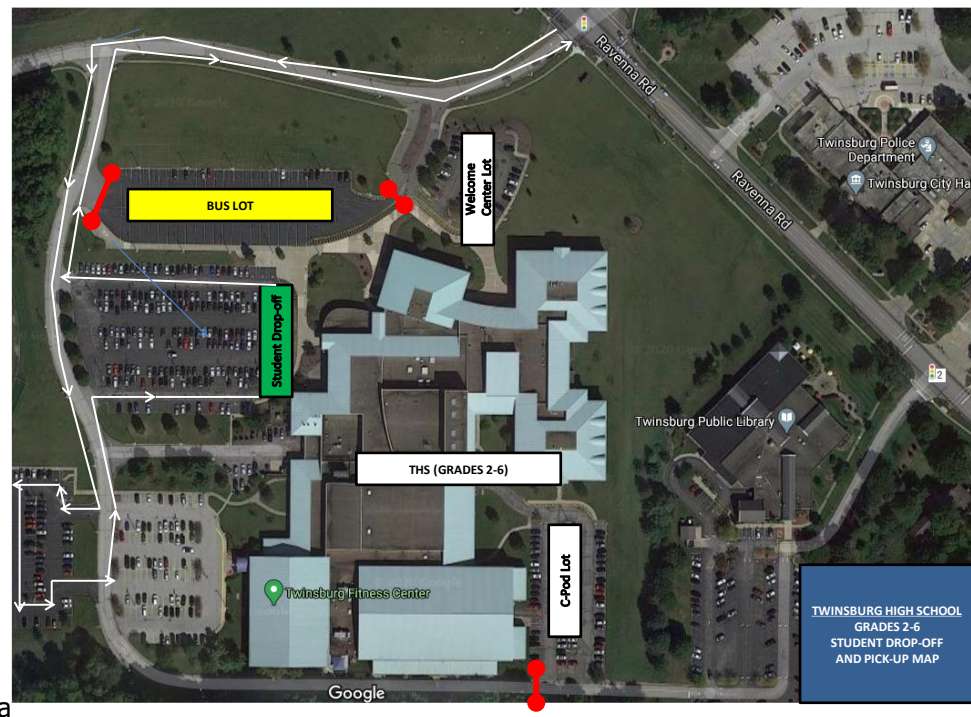 Ravenna Rd
Twinsburg Police
Department
Twinsburg City Ha
Welcome
Center Lot
BUS LOT
Ravenna Rd
Student Drop-off
2
Twinsburg Public Library
THS (GRADES 2-6)
C-Pod Lot
Twinsburg Fitness Center
TWINSBURG HIGH SCHOOL
GRADES 2-6
STUDENT DROP-OFF
AND PICK-UP MAP
Google
a